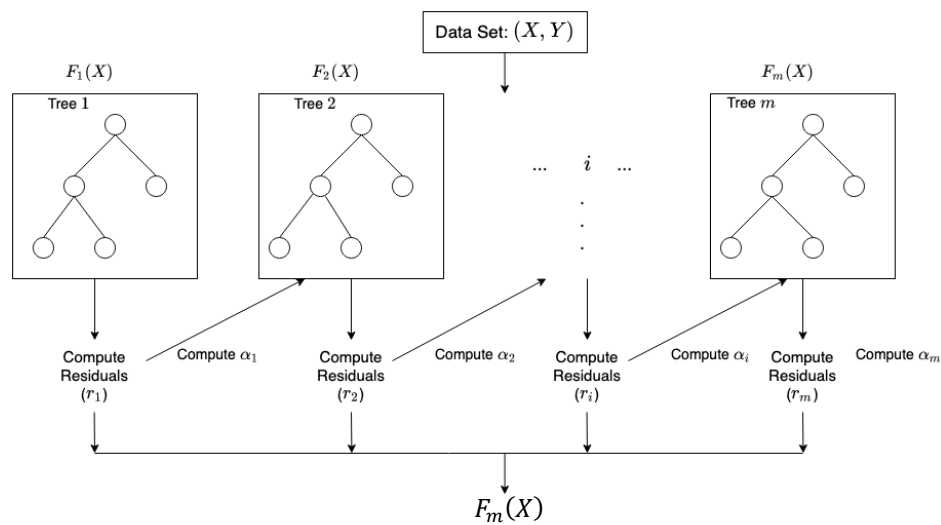 Data Set: (X, Y)
F₁(X)
F₂(X)
Fₘ(X)
Tree 1
Tree 2
Tree m
... i ...
.
.
.
Compute
Residuals
(r₁)
Compute α₁
Compute
Residuals
(r₂)
Compute α₂
Compute
Residuals
(rᵢ)
Compute αᵢ
Compute
Residuals
(rₘ)
Compute αₘ
Fₘ(X)